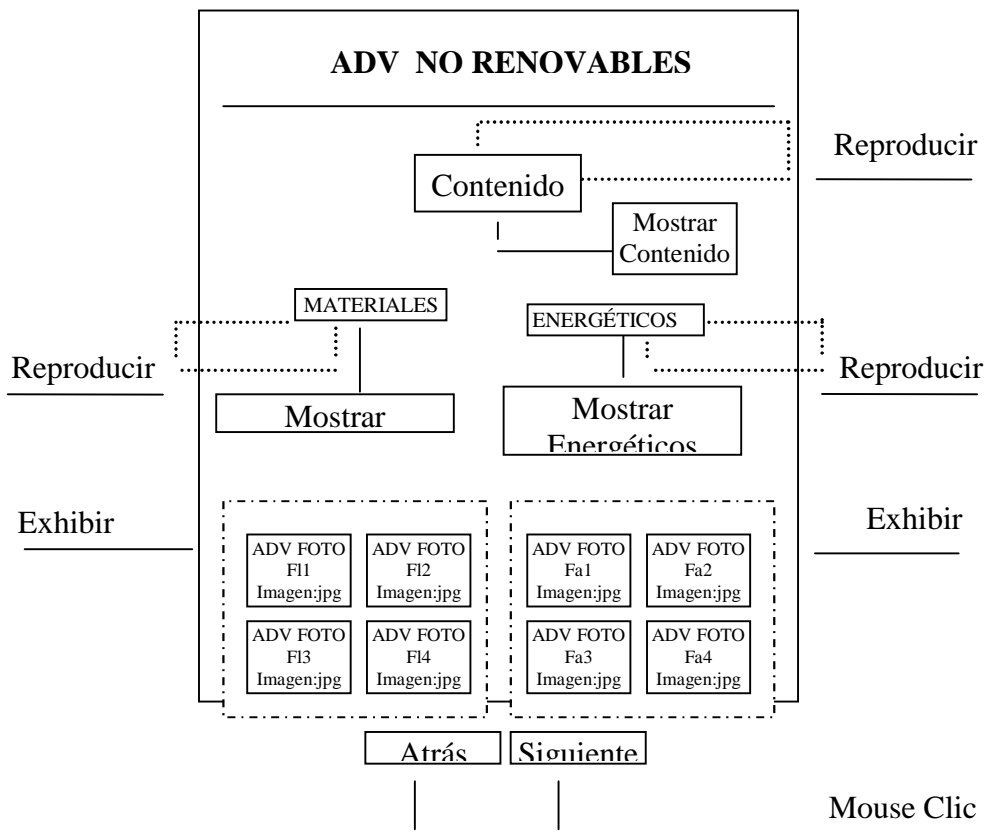 ADV NO RENOVABLES
Reproducir
Contenido
Mostrar
Contenido
MATERIALES
ENERGÉTICOS
Reproducir
Reproducir
Mostrar
Mostrar
Energéticos
Exhibir
Exhibir
ADV FOTO
Fl1
Imagen:jpg
ADV FOTO
Fl2
Imagen:jpg
ADV FOTO
Fa1
Imagen:jpg
ADV FOTO
Fa2
Imagen:jpg
ADV FOTO
Fl3
Imagen:jpg
ADV FOTO
Fl4
Imagen:jpg
ADV FOTO
Fa3
Imagen:jpg
ADV FOTO
Fa4
Imagen:jpg
Atrás
Siguiente
Mouse Clic